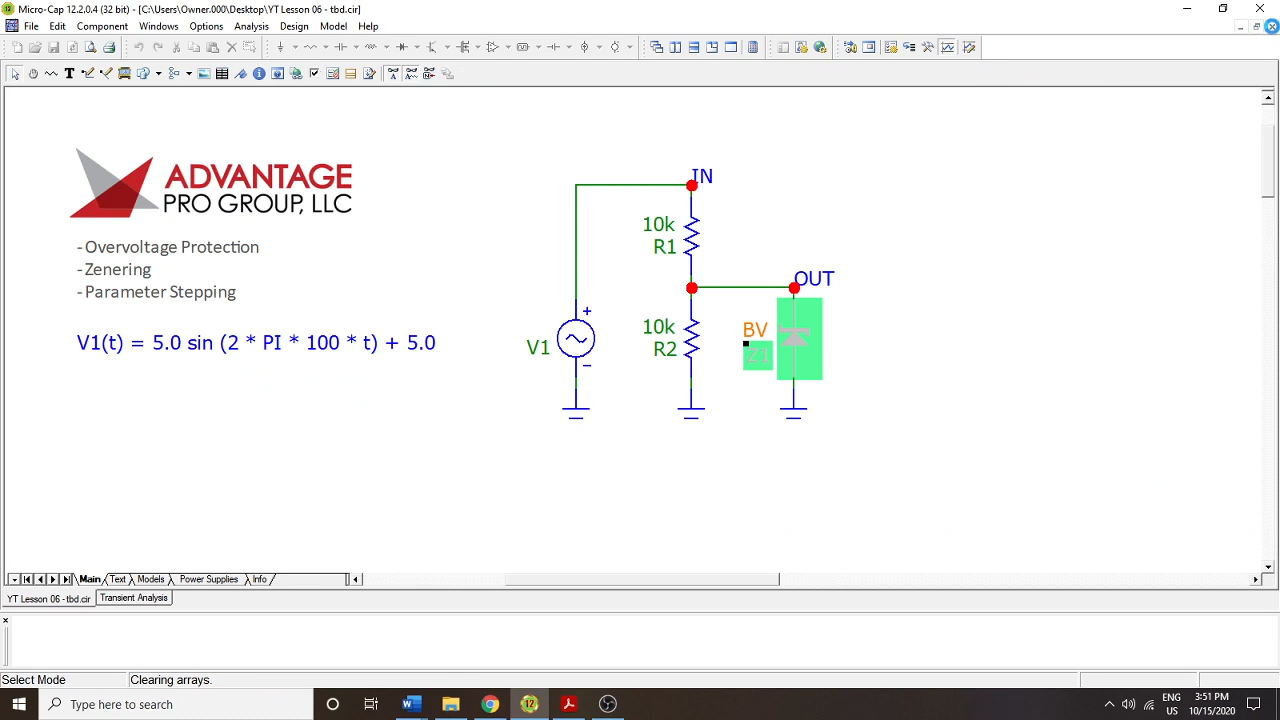 Micro-Cap 12.2.0.4 (32 bit) - [C:\Users\Owner.000\Desktop\YT Lesson 06 - tbd.cir]
File Edit Component Windows Options Analysis Design Model Help
ADVANTAGE
PRO GROUP, LLC
- Overvoltage Protection
- Zenering
- Parameter Stepping
V1(t) = 5.0 sin (2 * PI * 100 * t) + 5.0
IN
10k
R1
OUT
+
V1
-
10k
R2
BV
Z1
Main Text Models Power Supplies Info
YT Lesson 06 - tbd.cir Transient Analysis
Select Mode Clearing arrays.
Type here to search
12
ENG
US
3:51 PM
10/15/2020